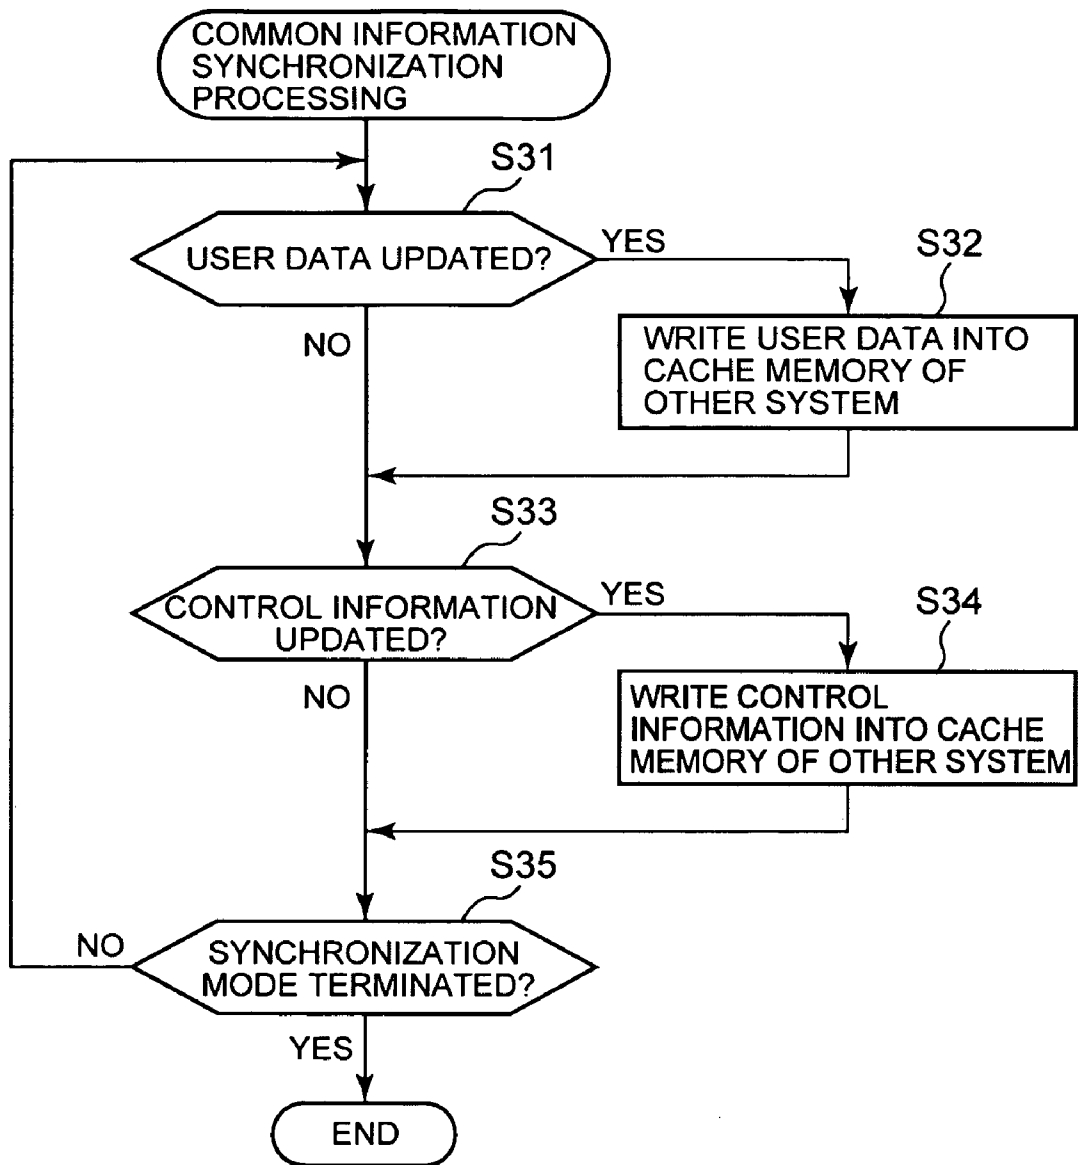 COMMON INFORMATION
SYNCHRONIZATION
PROCESSING
S31
USER DATA UPDATED?
YES
S32
NO
WRITE USER DATA INTO
CACHE MEMORY OF
OTHER SYSTEM
S33
CONTROL INFORMATION
UPDATED?
YES
S34
NO
WRITE CONTROL
INFORMATION INTO CACHE
MEMORY OF OTHER SYSTEM
S35
NO
SYNCHRONIZATION
MODE TERMINATED?
YES
END